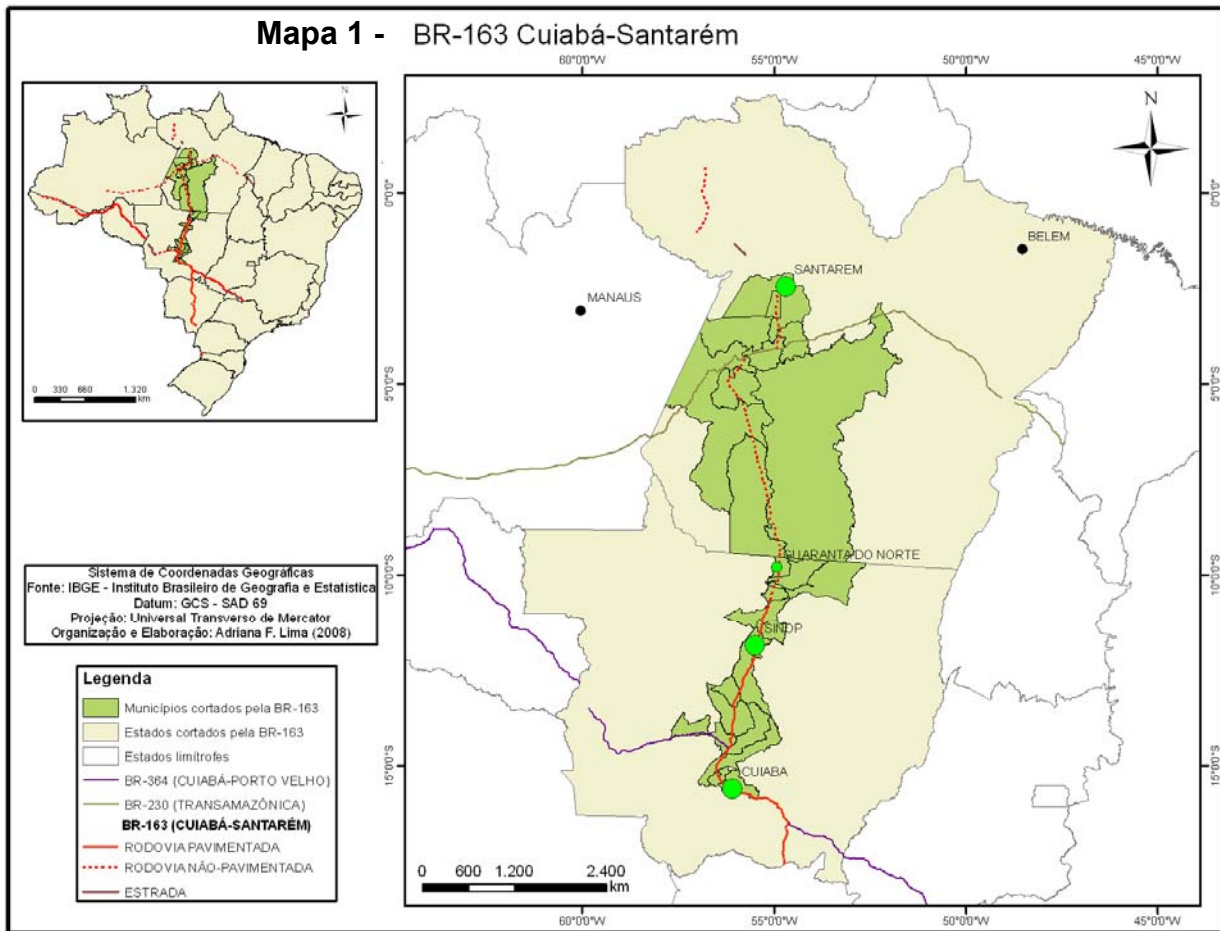 Mapa 1 - BR-163 Cuiabá-Santarém
N
0 330 660 1.320
km
Sistema de Coordenadas Geográficas
Fonte: IBGE - Instituto Brasileiro de Geografia e Estatística
Datum: GCS - SAD 69
Projeção: Universal Transverso de Mercator
Organização e Elaboração: Adriana F. Lima (2008)
Legenda
Municípios cortados pela BR-163
Estados cortados pela BR-163
Estados limítrofes
BR-364 (CUIABÁ-PORTO VELHO)
BR-230 (TRANSAMAZÔNICA)
BR-163 (CUIABÁ-SANTARÉM)
RODOVIA PAVIMENTADA
RODOVIA NÃO-PAVIMENTADA
ESTRADA
60°0'0"W 55°0'0"W 50°0'0"W 45°0'0"W
N
0°0'0" 0°0'0"
BELEM
SANTAREM
MANAUS
5°0'0"S 5°0'0"S
GUARANTA DO NORTE
10°0'0"S 10°0'0"S
SINOP
15°0'0"S 15°0'0"S
CUIABA
0 600 1.200 2.400
km
60°0'0"W 55°0'0"W 50°0'0"W 45°0'0"W